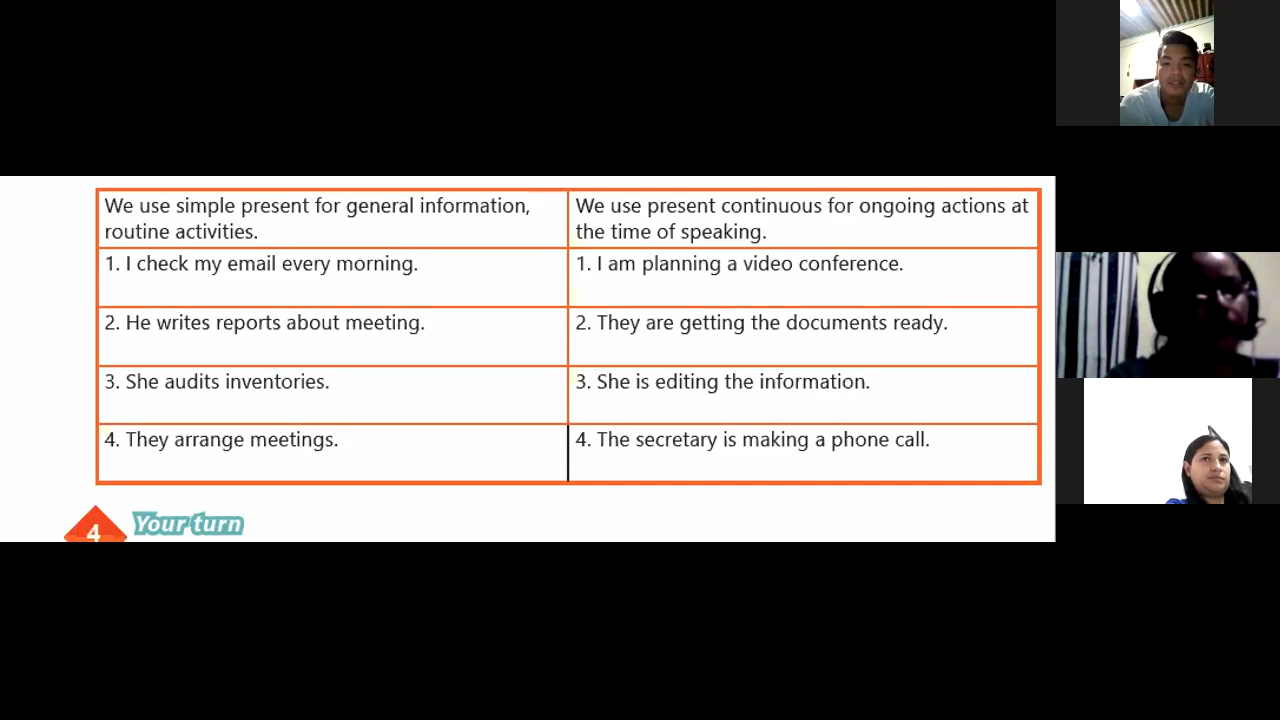 We use simple present for general information,
routine activities.
We use present continuous for ongoing actions at
the time of speaking.
1. I check my email every morning.
1. I am planning a video conference.
2. He writes reports about meeting.
2. They are getting the documents ready.
3. She audits inventories.
3. She is editing the information.
4. They arrange meetings.
4. The secretary is making a phone call.
4 Your turn